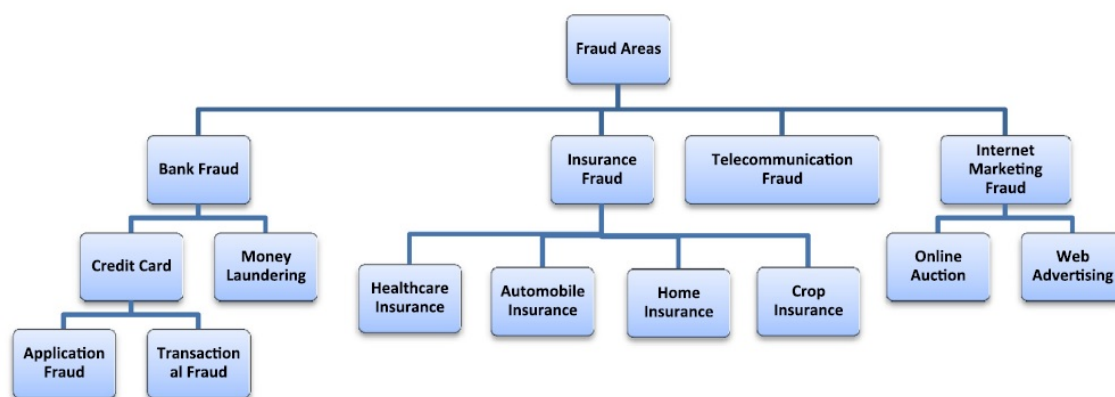 Fraud Areas
Bank Fraud
Insurance
Fraud
Telecommunication
Fraud
Internet
Marketing
Fraud
Credit Card
Money
Laundering
Healthcare
Insurance
Automobile
Insurance
Home
Insurance
Crop
Insurance
Online
Auction
Web
Advertising
Application
Fraud
Transaction
al Fraud